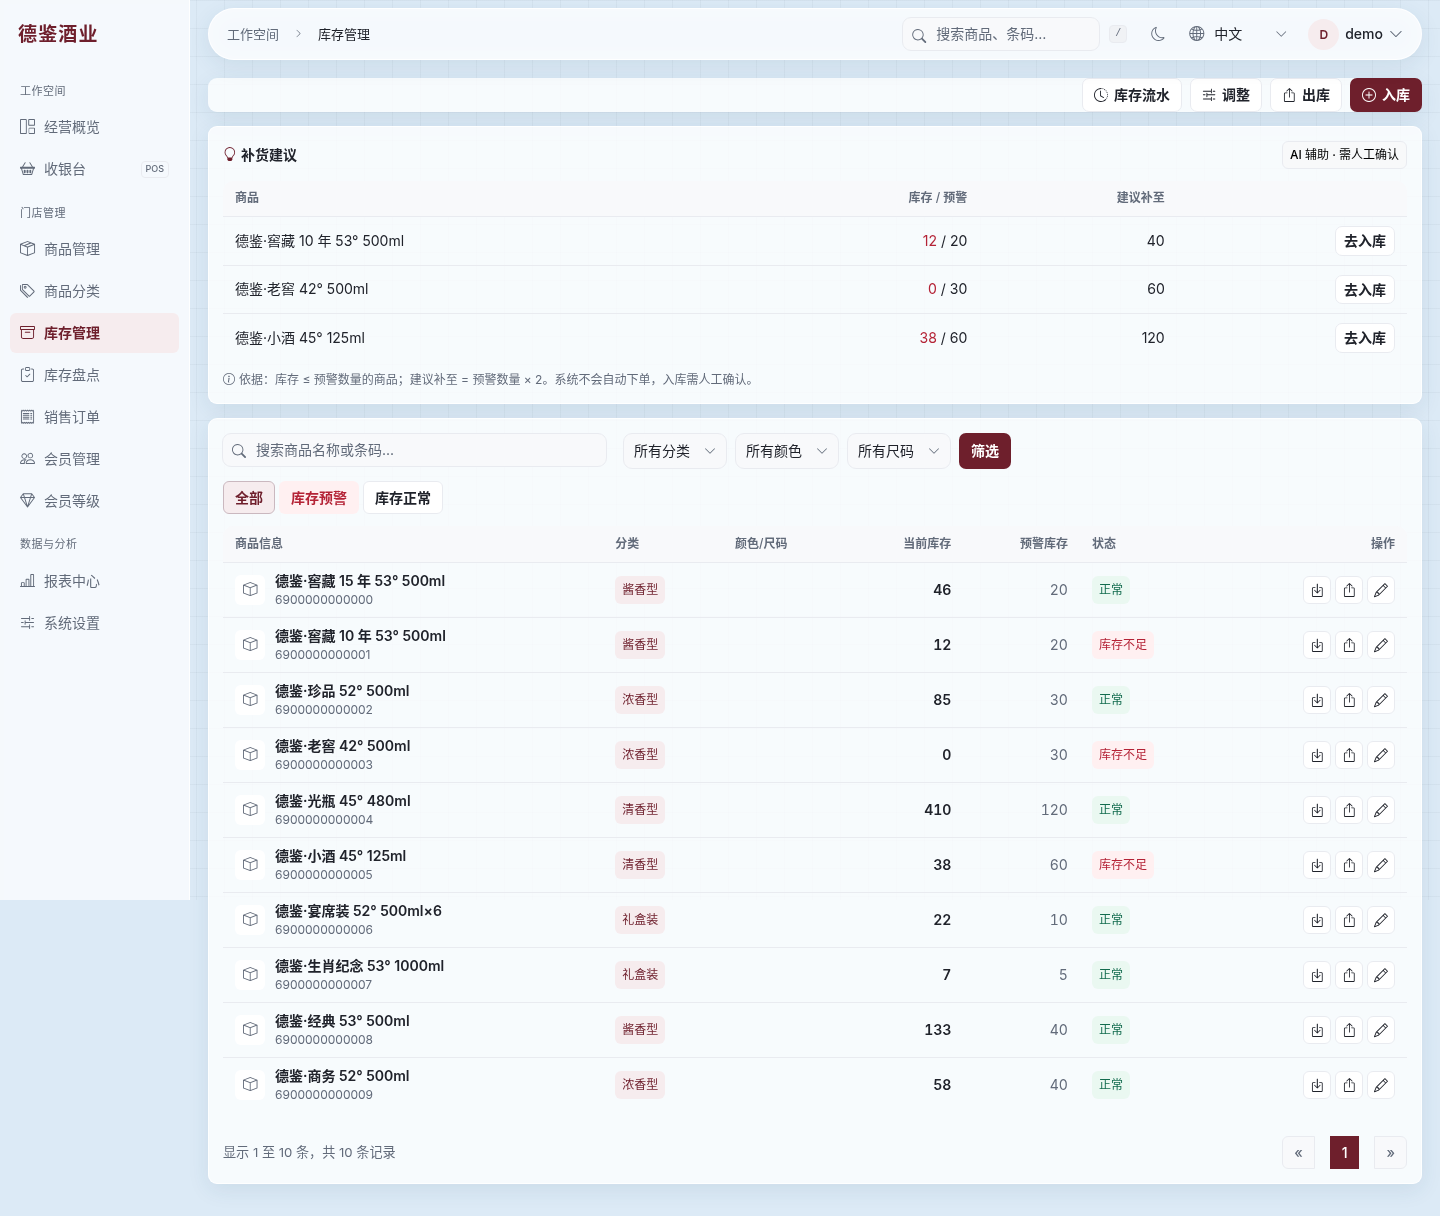 德鉴酒业
工作空间
经营概览
收银台 POS
门店管理
商品管理
商品分类
库存管理
库存盘点
销售订单
会员管理
会员等级
数据与分析
报表中心
系统设置
工作空间 库存管理 搜索商品、条码... / 中文 D demo
库存流水 调整 出库 入库
补货建议 AI 辅助 · 需人工确认
商品 库存 / 预警 建议补至
德鉴·窖藏 10 年 53° 500ml 12 / 20 40 去入库
德鉴·老窖 42° 500ml 0 / 30 60 去入库
德鉴·小酒 45° 125ml 38 / 60 120 去入库
依据：库存 ≤ 预警数量的商品；建议补至 = 预警数量 × 2。系统不会自动下单，入库需人工确认。
搜索商品名称或条码... 所有分类 所有颜色 所有尺码 筛选
全部 库存预警 库存正常
商品信息 分类 颜色/尺码 当前库存 预警库存 状态 操作
德鉴·窖藏 15 年 53° 500ml
6900000000000 酱香型 46 20 正常
德鉴·窖藏 10 年 53° 500ml
6900000000001 酱香型 12 20 库存不足
德鉴·珍品 52° 500ml
6900000000002 浓香型 85 30 正常
德鉴·老窖 42° 500ml
6900000000003 浓香型 0 30 库存不足
德鉴·光瓶 45° 480ml
6900000000004 清香型 410 120 正常
德鉴·小酒 45° 125ml
6900000000005 清香型 38 60 库存不足
德鉴·宴席装 52° 500ml×6
6900000000006 礼盒装 22 10 正常
德鉴·生肖纪念 53° 1000ml
6900000000007 礼盒装 7 5 正常
德鉴·经典 53° 500ml
6900000000008 酱香型 133 40 正常
德鉴·商务 52° 500ml
6900000000009 浓香型 58 40 正常
显示 1 至 10 条，共 10 条记录 « 1 »